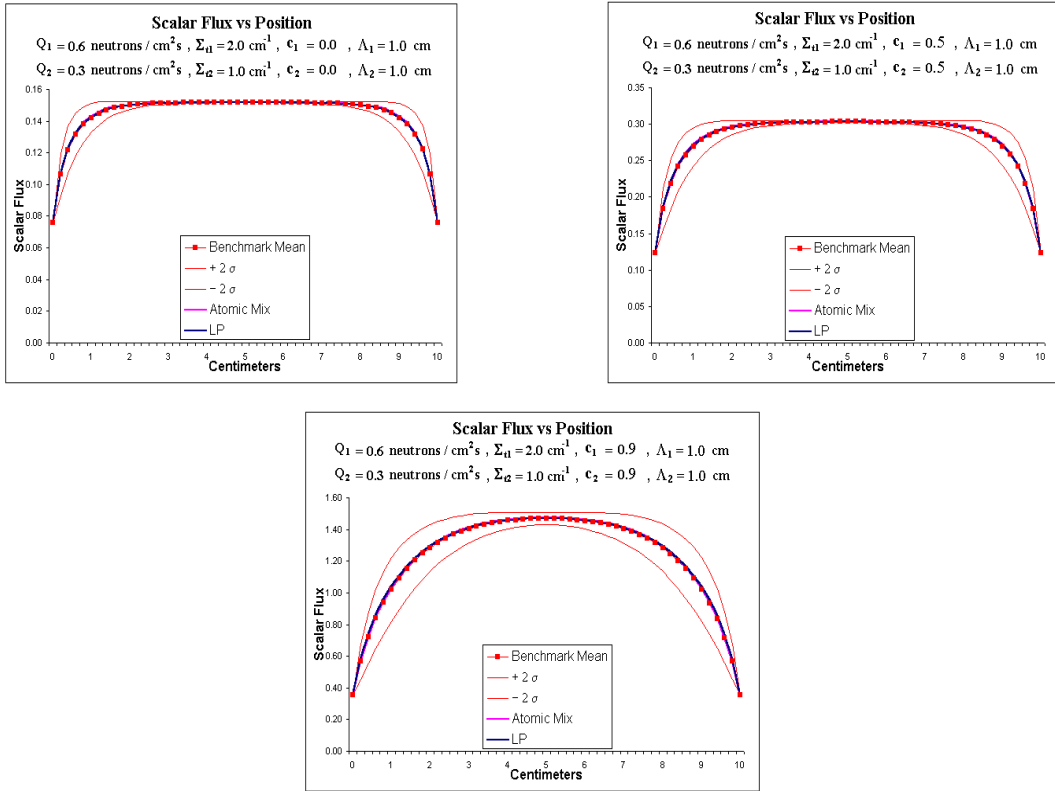 Scalar Flux vs Position
Q₁ = 0.6 neutrons / cm²s , Σt1 = 2.0 cm⁻¹ , c₁ = 0.0 , Λ₁ = 1.0 cm
Q₂ = 0.3 neutrons / cm²s , Σt2 = 1.0 cm⁻¹ , c₂ = 0.0 , Λ₂ = 1.0 cm
0.16
0.14
0.12
0.10
0.08
0.06
0.04
0.02
0.00
Scalar Flux
Benchmark Mean
+ 2 σ
− 2 σ
Atomic Mix
LP
0 1 2 3 4 5 6 7 8 9 10
Centimeters
Scalar Flux vs Position
Q₁ = 0.6 neutrons / cm²s , Σt1 = 2.0 cm⁻¹ , c₁ = 0.5 , Λ₁ = 1.0 cm
Q₂ = 0.3 neutrons / cm²s , Σt2 = 1.0 cm⁻¹ , c₂ = 0.5 , Λ₂ = 1.0 cm
0.35
0.30
0.25
0.20
0.15
0.10
0.05
0.00
Scalar Flux
Benchmark Mean
+ 2 σ
− 2 σ
Atomic Mix
LP
0 1 2 3 4 5 6 7 8 9 10
Centimeters
Scalar Flux vs Position
Q₁ = 0.6 neutrons / cm²s , Σt1 = 2.0 cm⁻¹ , c₁ = 0.9 , Λ₁ = 1.0 cm
Q₂ = 0.3 neutrons / cm²s , Σt2 = 1.0 cm⁻¹ , c₂ = 0.9 , Λ₂ = 1.0 cm
1.60
1.40
1.20
1.00
0.80
0.60
0.40
0.20
0.00
Scalar Flux
Benchmark Mean
+ 2 σ
− 2 σ
Atomic Mix
LP
0 1 2 3 4 5 6 7 8 9 10
Centimeters